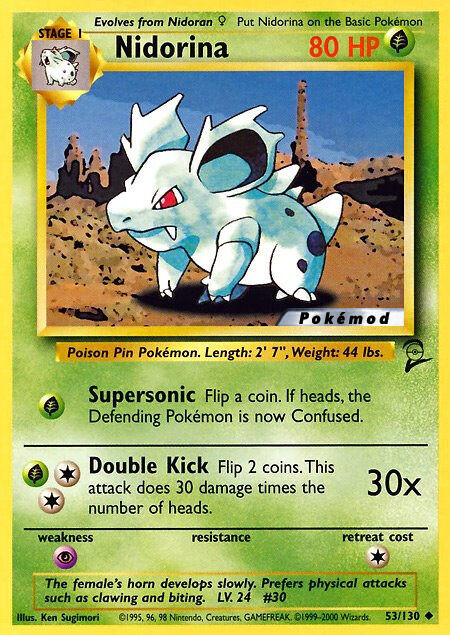 Evolves from Nidoran ♀ Put Nidorina on the Basic Pokémon
STAGE 1
Nidorina
80 HP
Pokémod
Poison Pin Pokémon. Length: 2' 7", Weight: 44 lbs.
Supersonic Flip a coin. If heads, the
Defending Pokémon is now Confused.
Double Kick Flip 2 coins. This
attack does 30 damage times the
number of heads.
30x
weakness resistance retreat cost
The female's horn develops slowly. Prefers physical attacks
such as clawing and biting. LV. 24 #30
Illus. Ken Sugimori ©1995, 96, 98 Nintendo, Creatures, GAMEFREAK. ©1999-2000 Wizards. 53/130 ◆